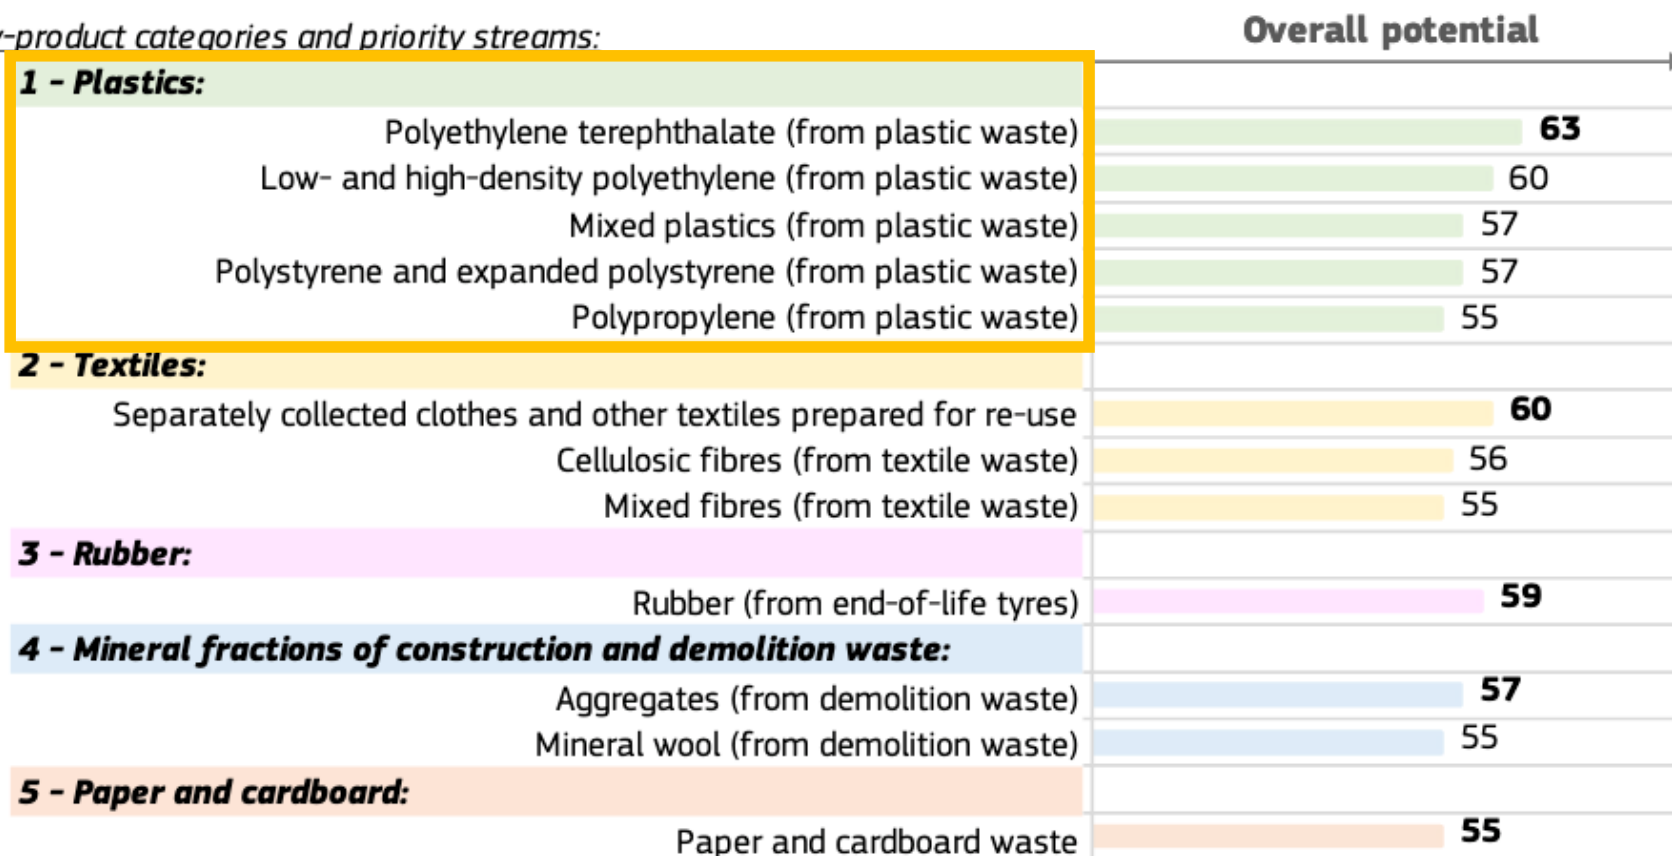 -product categories and priority streams:
Overall potential
1 - Plastics:
Polyethylene terephthalate (from plastic waste) 63
Low- and high-density polyethylene (from plastic waste) 60
Mixed plastics (from plastic waste) 57
Polystyrene and expanded polystyrene (from plastic waste) 57
Polypropylene (from plastic waste) 55
2 - Textiles:
Separately collected clothes and other textiles prepared for re-use 60
Cellulosic fibres (from textile waste) 56
Mixed fibres (from textile waste) 55
3 - Rubber:
Rubber (from end-of-life tyres) 59
4 - Mineral fractions of construction and demolition waste:
Aggregates (from demolition waste) 57
Mineral wool (from demolition waste) 55
5 - Paper and cardboard:
Paper and cardboard waste 55